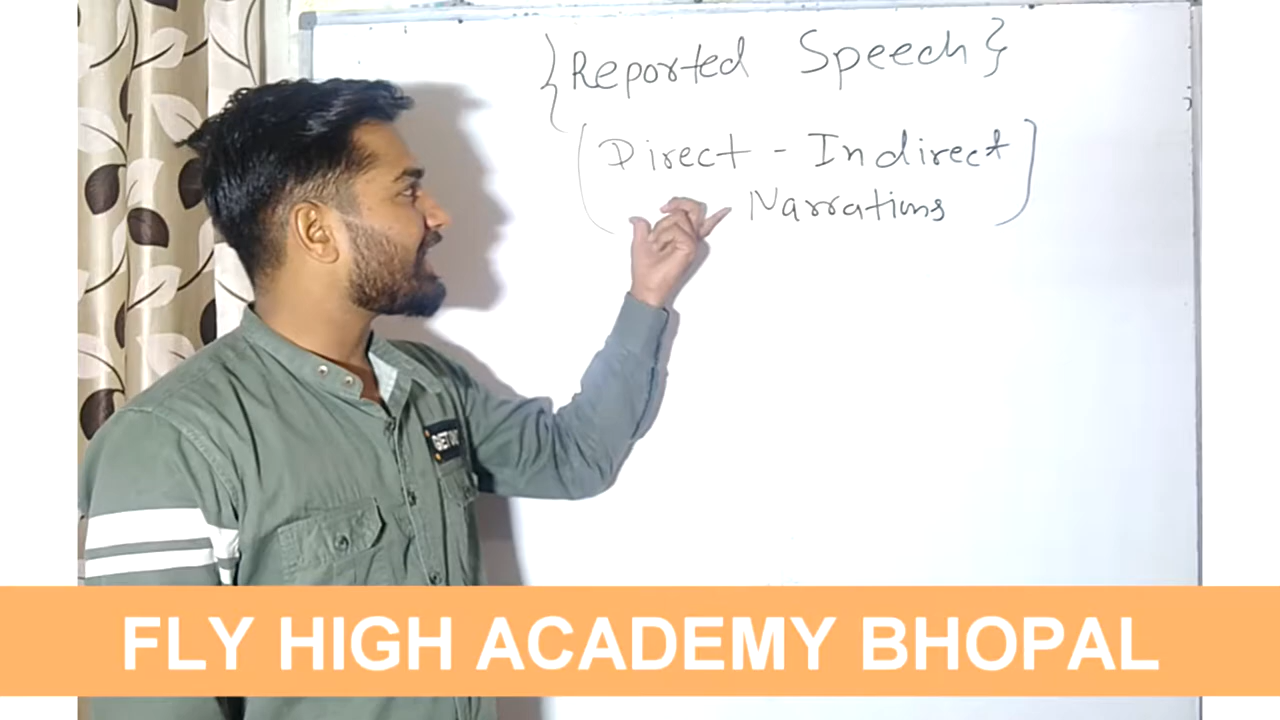 {Reported Speech}
(Direct - Indirect
Narrations)
FLY HIGH ACADEMY BHOPAL